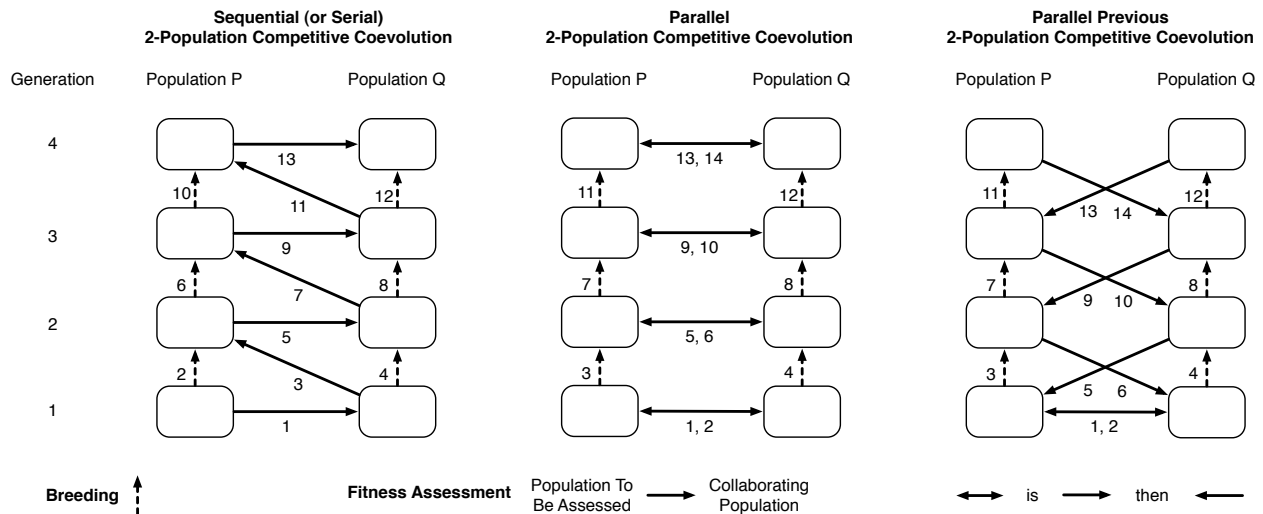 Sequential (or Serial)
2-Population Competitive Coevolution
Parallel
2-Population Competitive Coevolution
Parallel Previous
2-Population Competitive Coevolution
Generation
Population P
Population Q
Population P
Population Q
Population P
Population Q
4
13
13, 14
10
11
12
11
12
11
13
14
12
3
9
9, 10
6
7
8
7
8
7
9
10
8
2
5
5, 6
2
3
4
3
4
3
5
6
4
1
1
1, 2
1, 2
Breeding
Fitness Assessment
Population To
Be Assessed
Collaborating
Population
is
then